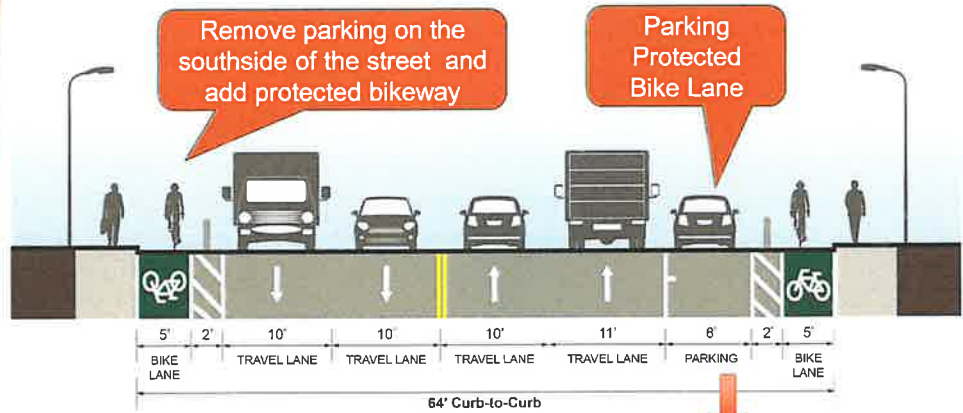 Remove parking on the
southside of the street and
add protected bikeway
Parking
Protected
Bike Lane
5' 2' 10' 10' 10' 11' 2' 5'
BIKE
LANE
TRAVEL LANE TRAVEL LANE TRAVEL LANE TRAVEL LANE PARKING
BIKE
LANE
64' Curb-to-Curb